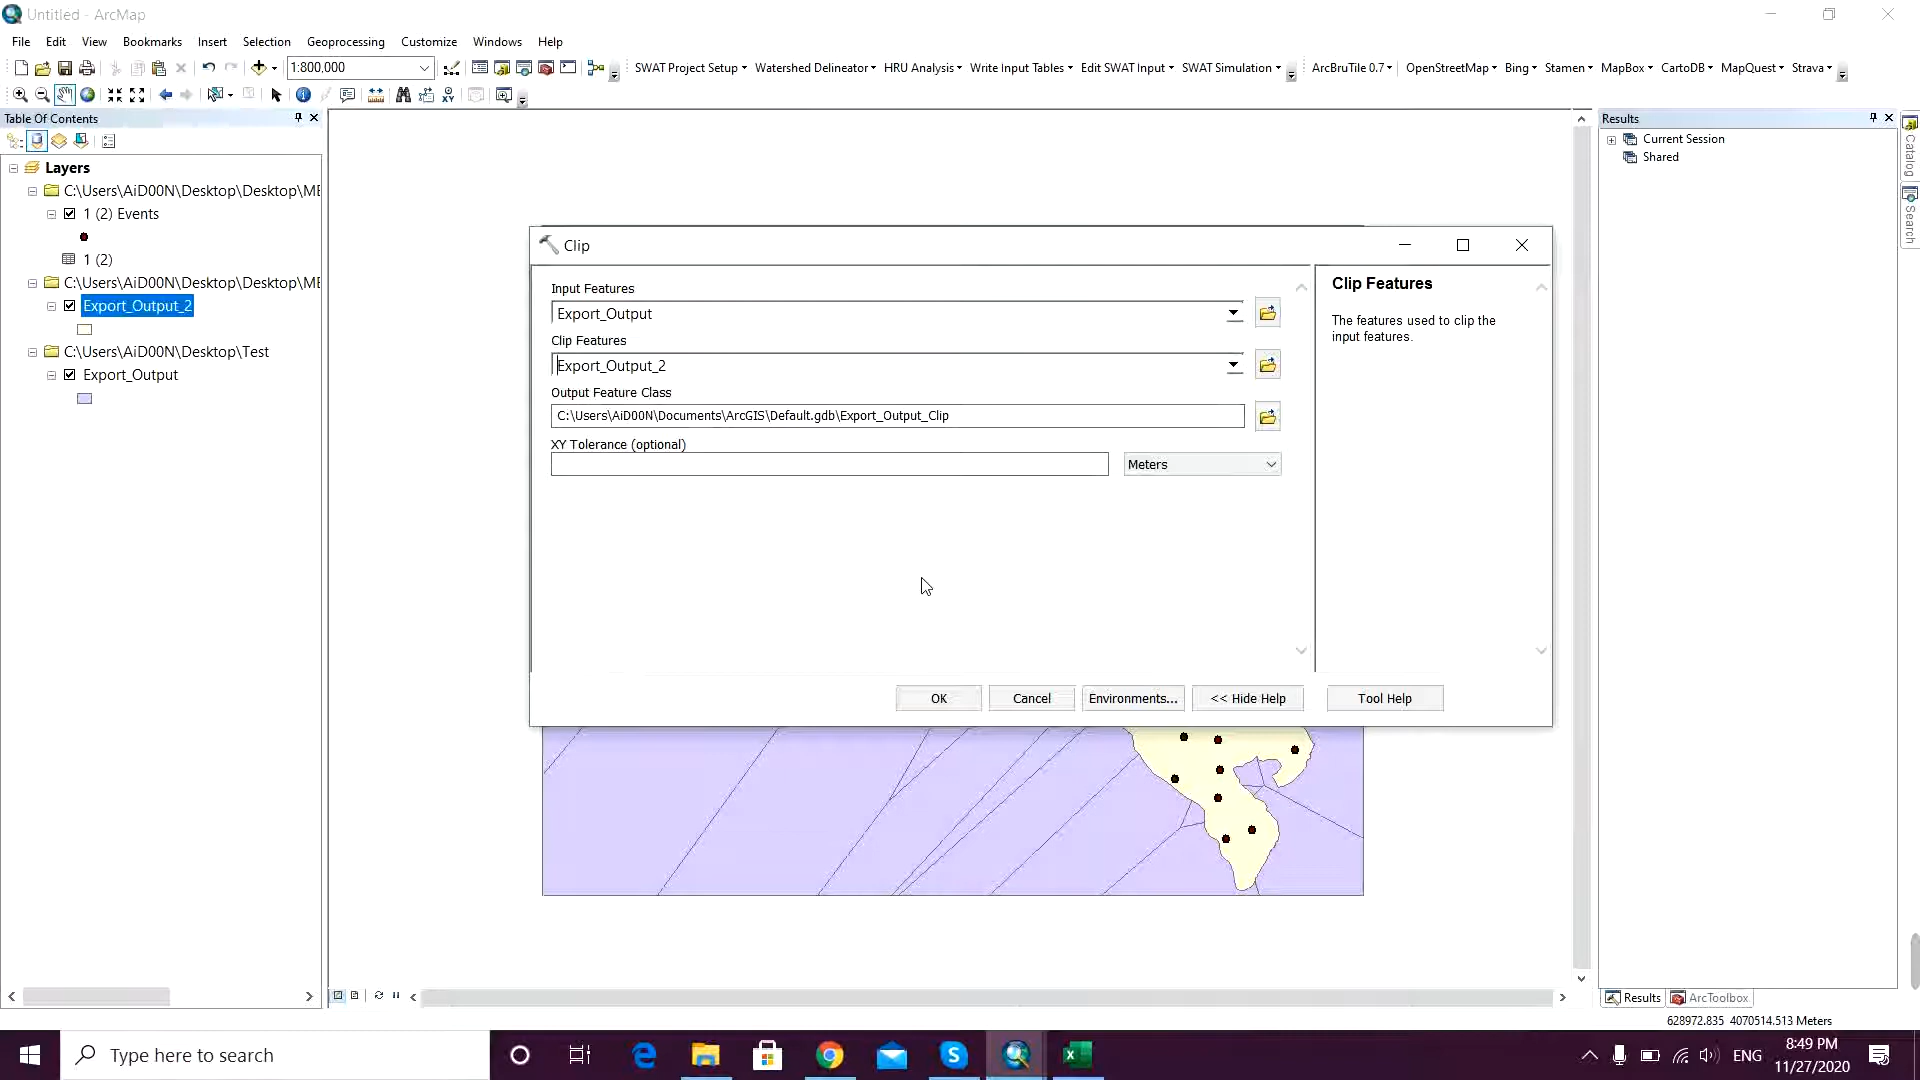 Untitled - ArcMap
File Edit View Bookmarks Insert Selection Geoprocessing Customize Windows Help
1:800,000
SWAT Project Setup Watershed Delineator HRU Analysis Write Input Tables Edit SWAT Input SWAT Simulation ArcBruTile 0.7 OpenStreetMap Bing Stamen MapBox CartoDB MapQuest Strava
Table Of Contents
Layers
C:\Users\AiD00N\Desktop\Desktop\ME
1 (2) Events
1 (2)
C:\Users\AiD00N\Desktop\Desktop\ME
Export_Output_2
C:\Users\AiD00N\Desktop\Test
Export_Output
Clip
Input Features
Export_Output
Clip Features
Export_Output_2
Output Feature Class
C:\Users\AiD00N\Documents\ArcGIS\Default.gdb\Export_Output_Clip
XY Tolerance (optional)
Meters
OK Cancel Environments... << Hide Help Tool Help
Clip Features
The features used to clip the
input features.
Results
Current Session
Shared
Catalog
Search
Results ArcToolbox
628972.835 4070514.513 Meters
Type here to search
ENG
8:49 PM
11/27/2020